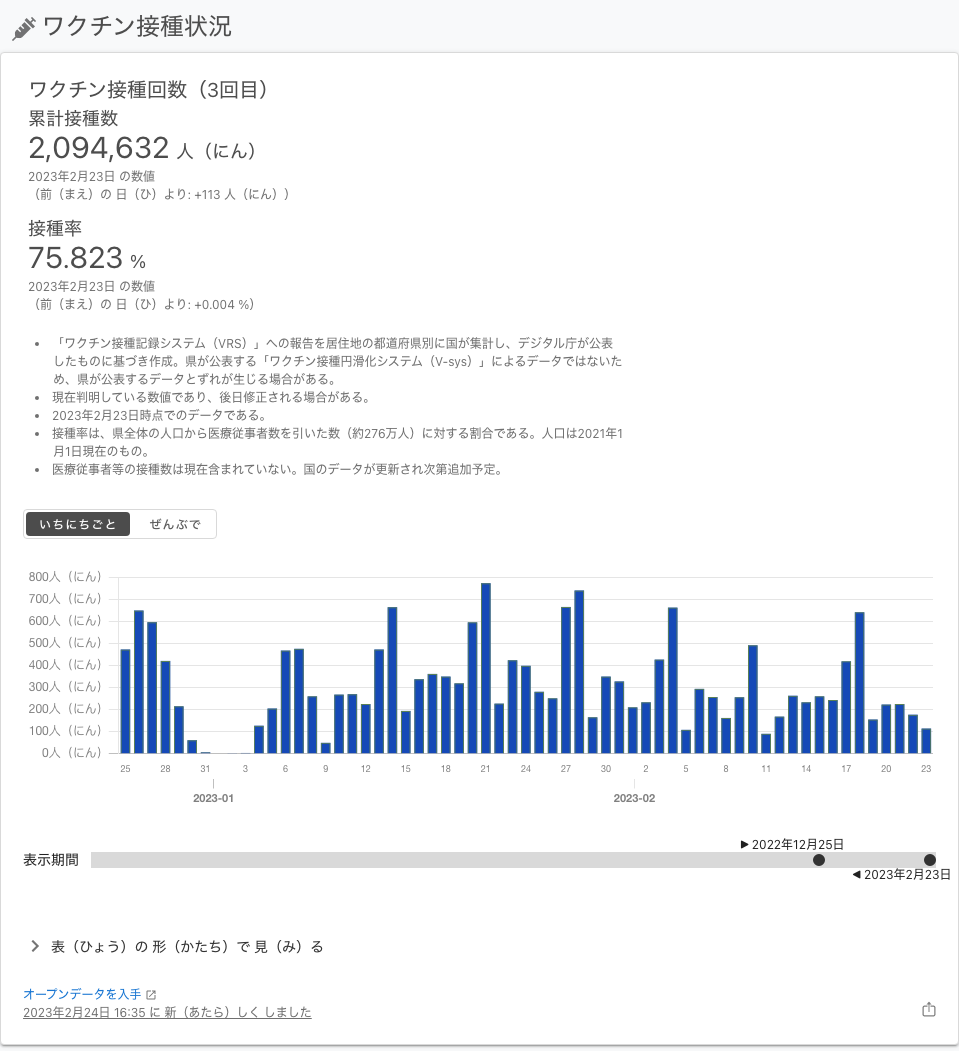 ワクチン接種状況
ワクチン接種回数（3回目）
累計接種数
2,094,632 人（にん）
2023年2月23日 の数値
（前（まえ）の 日（ひ）より: +113 人（にん））
接種率
75.823 %
2023年2月23日 の数値
（前（まえ）の 日（ひ）より: +0.004 %）
• 「ワクチン接種記録システム（VRS）」への報告を居住地の都道府県別に国が集計し、デジタル庁が公表
したものに基づき作成。県が公表する「ワクチン接種円滑化システム（V-sys）」によるデータではないた
め、県が公表するデータとずれが生じる場合がある。
• 現在判明している数値であり、後日修正される場合がある。
• 2023年2月23日時点でのデータである。
• 接種率は、県全体の人口から医療従事者数を引いた数（約276万人）に対する割合である。人口は2021年1
月1日現在のもの。
• 医療従事者等の接種数は現在含まれていない。国のデータが更新され次第追加予定。
いちにちごと ぜんぶで
800人（にん）
700人（にん）
600人（にん）
500人（にん）
400人（にん）
300人（にん）
200人（にん）
100人（にん）
0人（にん）
25 28 31 3 6 9 12 15 18 21 24 27 30 2 5 8 11 14 17 20 23
2023-01 2023-02
▶ 2022年12月25日
表示期間
◀ 2023年2月23日
表（ひょう）の 形（かたち）で 見（み）る
オープンデータを入手
2023年2月24日 16:35 に 新（あたら）しく しました